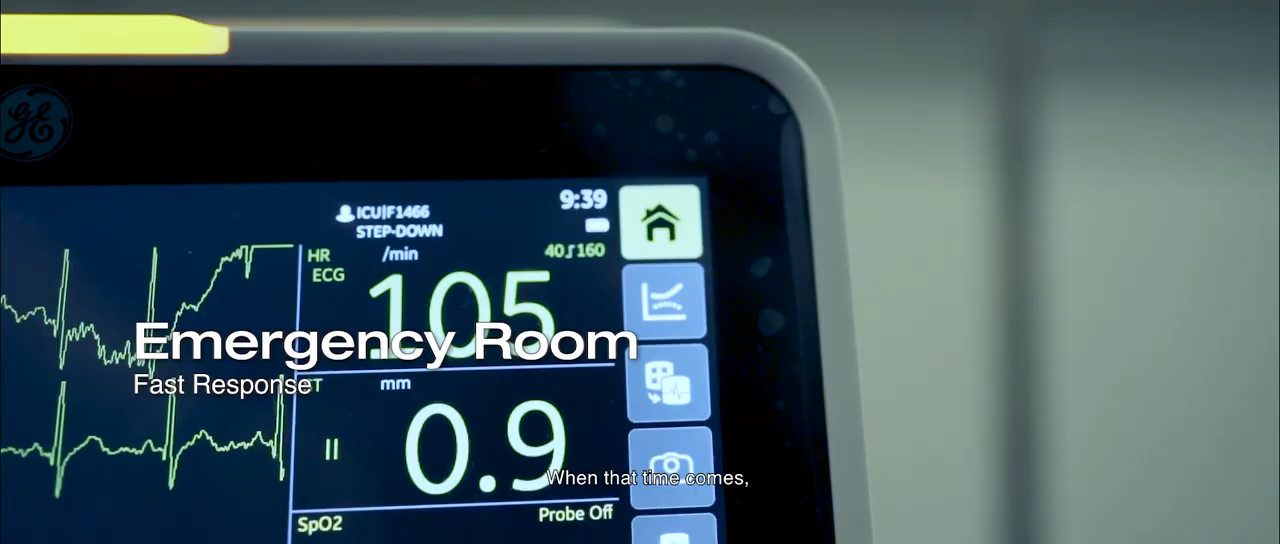 GE
ICU|F1466
9:39
STEP-DOWN
HR
/min
40 160
ECG
105
Emergency Room
Fast Response
mm
II
0.9
When that time comes,
SpO2
Probe Off